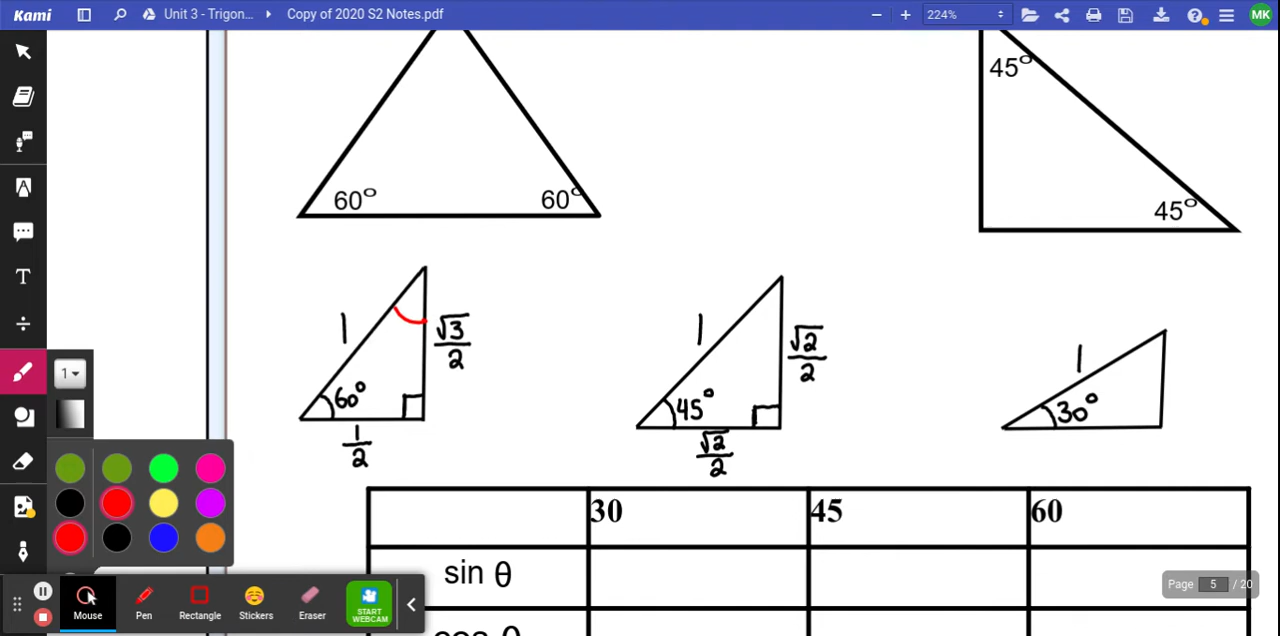 Kami
Unit 3 - Trigon...
Copy of 2020 S2 Notes.pdf
224%
MK
45°
60° 60°
45°
1
√3/2
60°
1/2
1
√2/2
45°
√2/2
1
30°
1
30 45 60
sin θ
cos θ
Page 5 / 20
Mouse
Pen
Rectangle
Stickers
Eraser
START
WEBCAM